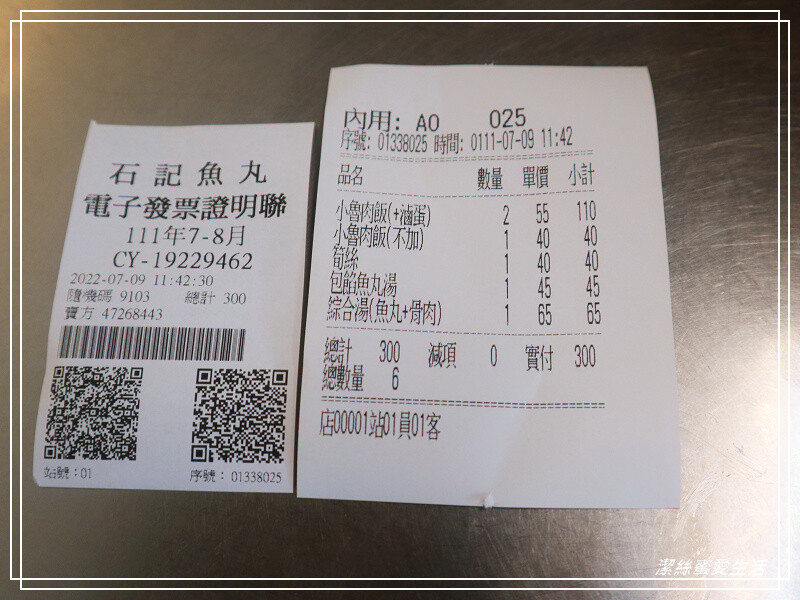 石記魚丸
電子發票證明聯
111年7-8月
CY-19229462
2022-07-09 11:42:30
隨機碼 9103 總計 300
賣方 47268443
站號:01 序號: 01338025
內用: A0 025
序號: 01338025 時間: 0111-07-09 11:42
品名 數量 單價 小計
小魯肉飯(+滷蛋) 2 55 110
小魯肉飯(不加) 1 40 40
筍絲 1 40 40
包餡魚丸湯 1 45 45
綜合湯(魚丸+骨肉) 1 65 65
總計 300 減項 0 實付 300
總數量 6
店00001站01員01客
潔絲蜜愛生活